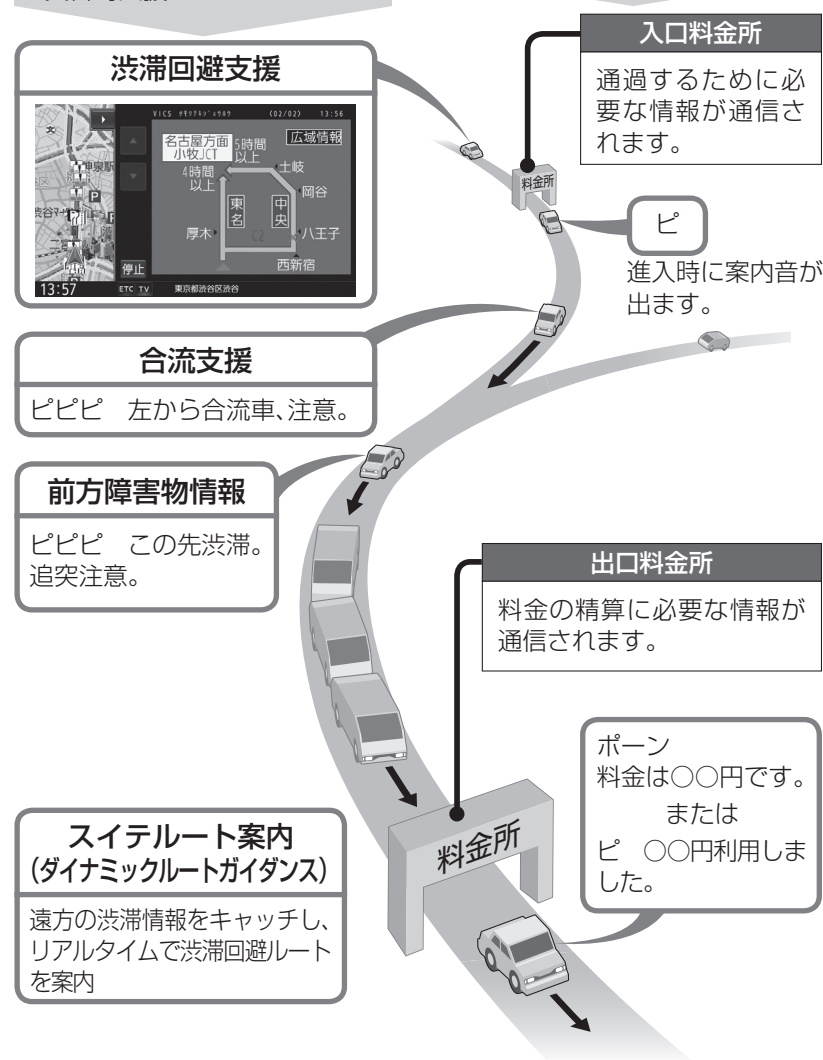 渋滞回避支援
VICS
(02/02)
13:56
名古屋方面
小牧JCT
5時間
以上
広域情報
4時間
以上
土岐
岡谷
東名
中央
厚木
C2
八王子
西新宿
停止
13:57
ETC TV
東京都渋谷区渋谷
入口料金所
通過するために必
要な情報が通信さ
れます。
料金所
ピ
進入時に案内音が
出ます。
合流支援
ピピピ　左から合流車、注意。
前方障害物情報
ピピピ　この先渋滞。
追突注意。
出口料金所
料金の精算に必要な情報が
通信されます。
ポーン
料金は○○円です。
または
ピ　○○円利用しま
した。
料金所
スイテルート案内
(ダイナミックルートガイダンス)
遠方の渋滞情報をキャッチし、
リアルタイムで渋滞回避ルート
を案内